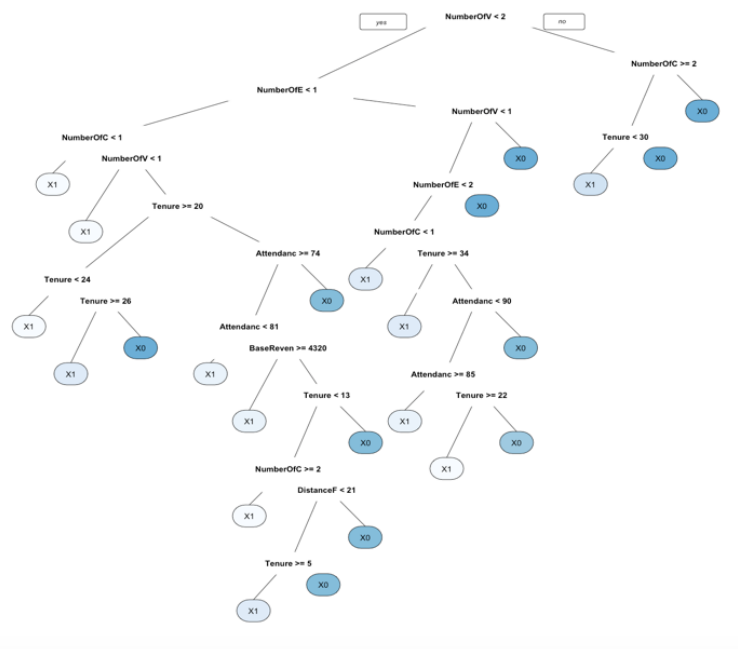 NumberOfV < 2
yes
no
NumberOfC >= 2
NumberOfE < 1
X0
NumberOfV < 1
NumberOfC < 1
Tenure < 30
NumberOfV < 1
X0
X0
X1
NumberOfE < 2
X1
Tenure >= 20
X0
X1
NumberOfC < 1
Attendanc >= 74
Tenure >= 34
Tenure < 24
X1
Tenure >= 26
X0
Attendanc < 90
X1
Attendanc < 81
X1
X0
BaseReven >= 4320
X0
X1
X1
Attendanc >= 85
Tenure < 13
Tenure >= 22
X1
X1
X0
X0
NumberOfC >= 2
X1
DistanceF < 21
X1
X0
Tenure >= 5
X0
X1